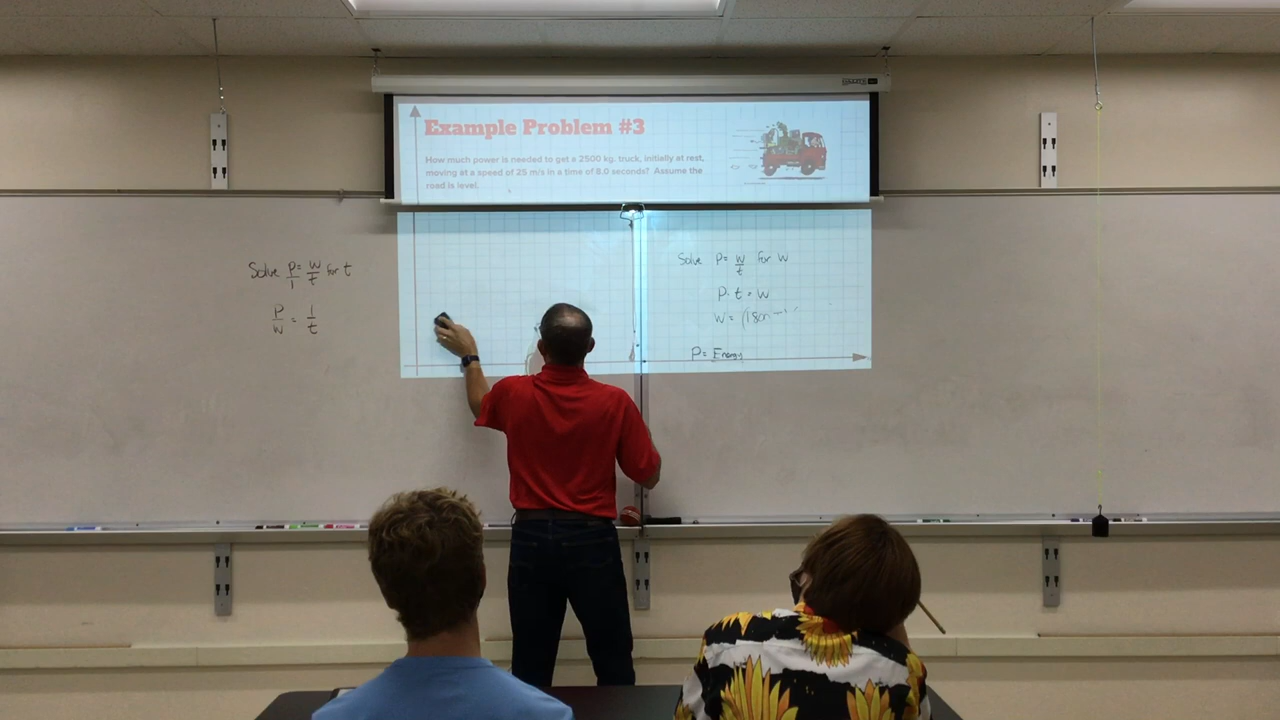 Example Problem #3
How much power is needed to get a 2500 kg. truck, initially at rest,
moving at a speed of 25 m/s in a time of 8.0 seconds? Assume the
road is level.
Solve P/1 = W/t for t
P/W = 1/t
Solve P = W/t for W
P · t = W
W = (180
P = Energy